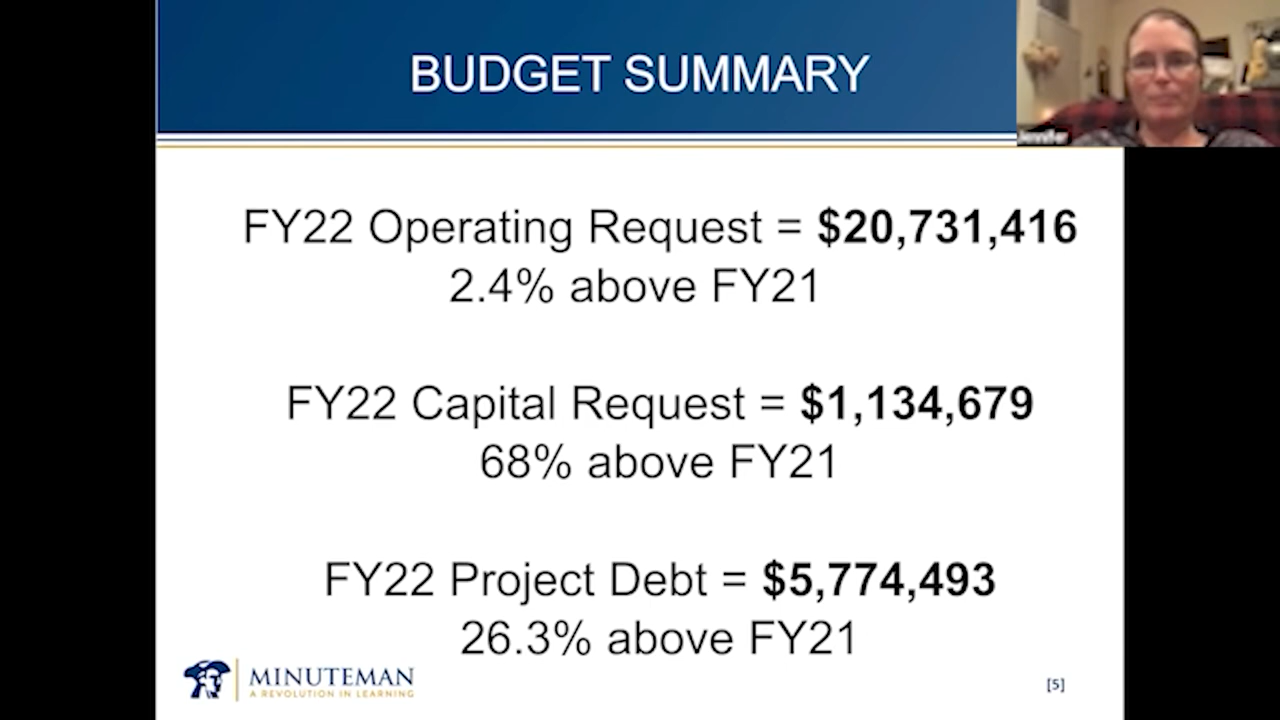 BUDGET SUMMARY
Jennifer
FY22 Operating Request = $20,731,416
2.4% above FY21
FY22 Capital Request = $1,134,679
68% above FY21
FY22 Project Debt = $5,774,493
26.3% above FY21
MINUTEMAN
A REVOLUTION IN LEARNING
[5]